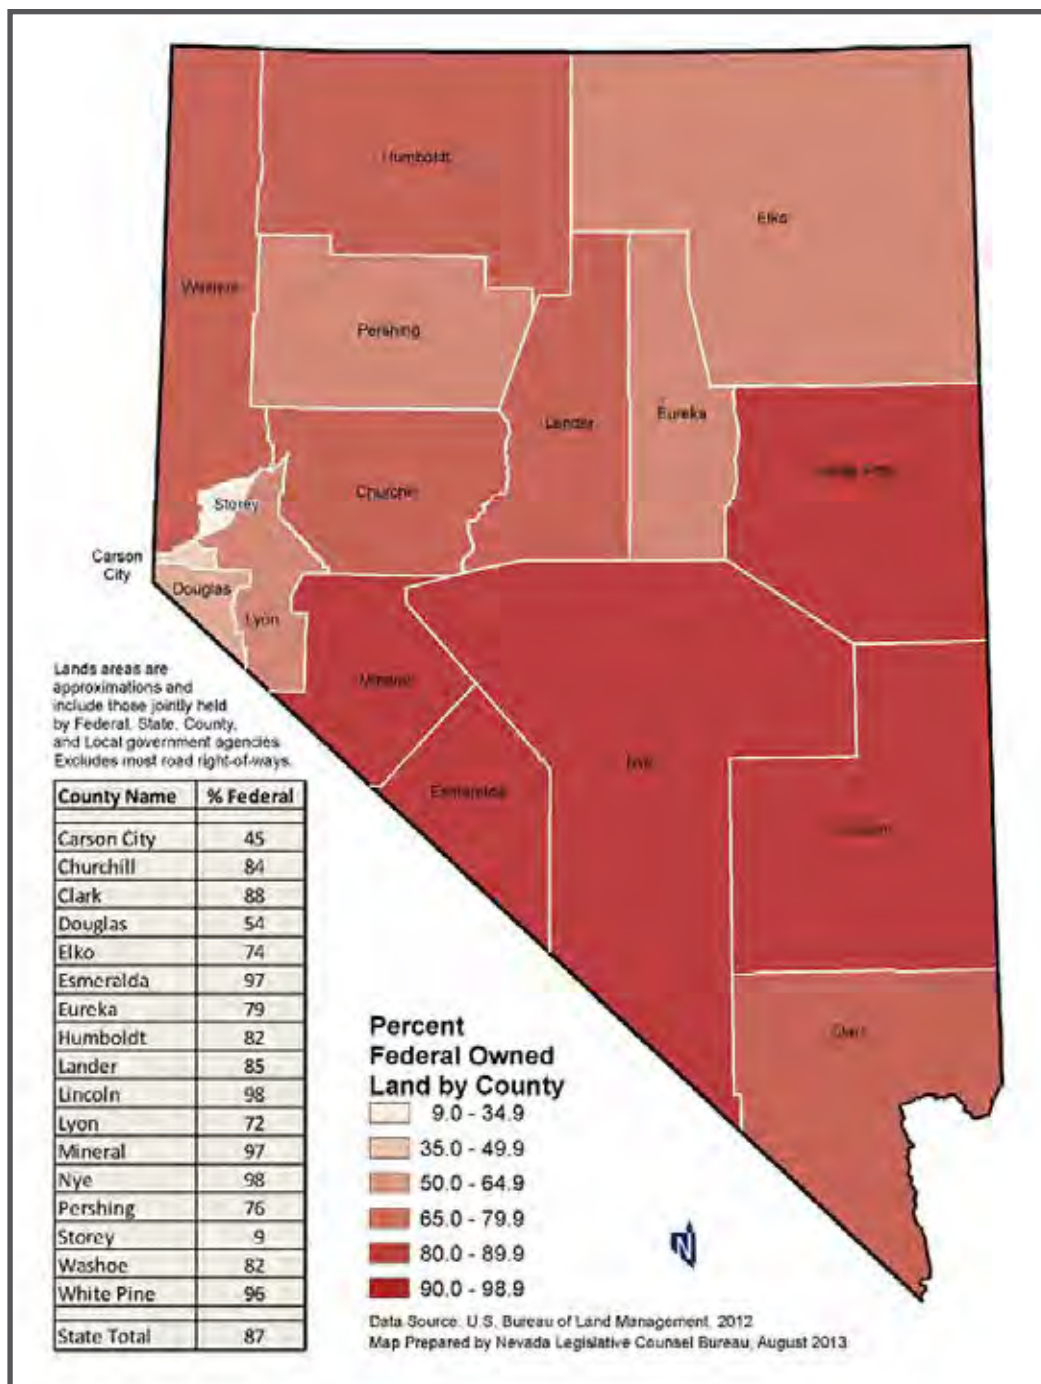 Humboldt
Elko
Pershing
Eureka
Lander
Churchill
Storey
Carson
City
Douglas
Lyon
Mineral
Nye
Esmeralda
Clark
Lands areas are
approximations and
include those jointly held
by Federal, State, County,
and Local government agencies.
Excludes most road right-of-ways.
County Name % Federal
Carson City 45
Churchill 84
Clark 88
Douglas 54
Elko 74
Esmeralda 97
Eureka 79
Humboldt 82
Lander 85
Lincoln 98
Lyon 72
Mineral 97
Nye 98
Pershing 76
Storey 9
Washoe 82
White Pine 96
State Total 87
Percent
Federal Owned
Land by County
9.0 - 34.9
35.0 - 49.9
50.0 - 64.9
65.0 - 79.9
80.0 - 89.9
90.0 - 98.9
N
Data Source: U.S. Bureau of Land Management, 2012
Map Prepared by Nevada Legislative Counsel Bureau, August 2013